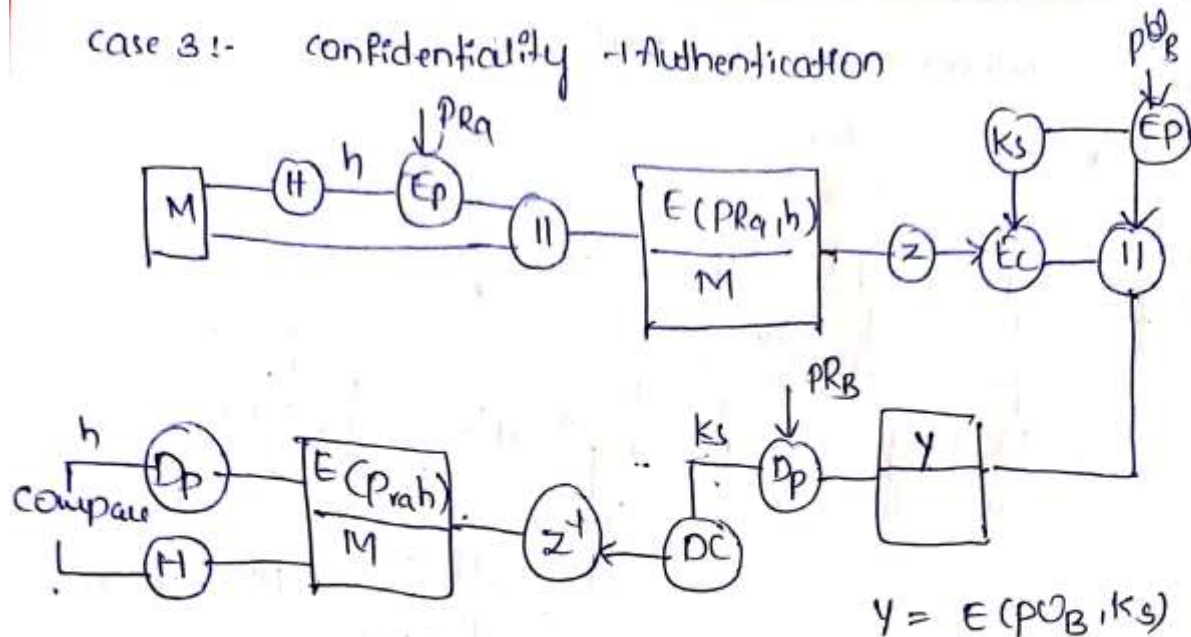 case 3:- confidentiality + Authentication
PU_B
PRa
Ks
Ep
M
H
h
Ep
||
E(PRa,h)
M
Z
Ec
||
PRB
h
Dp
E(Prah)
M
Z-1
Ks
Dp
Y
compare
H
DC
Y = E(PUB, Ks)